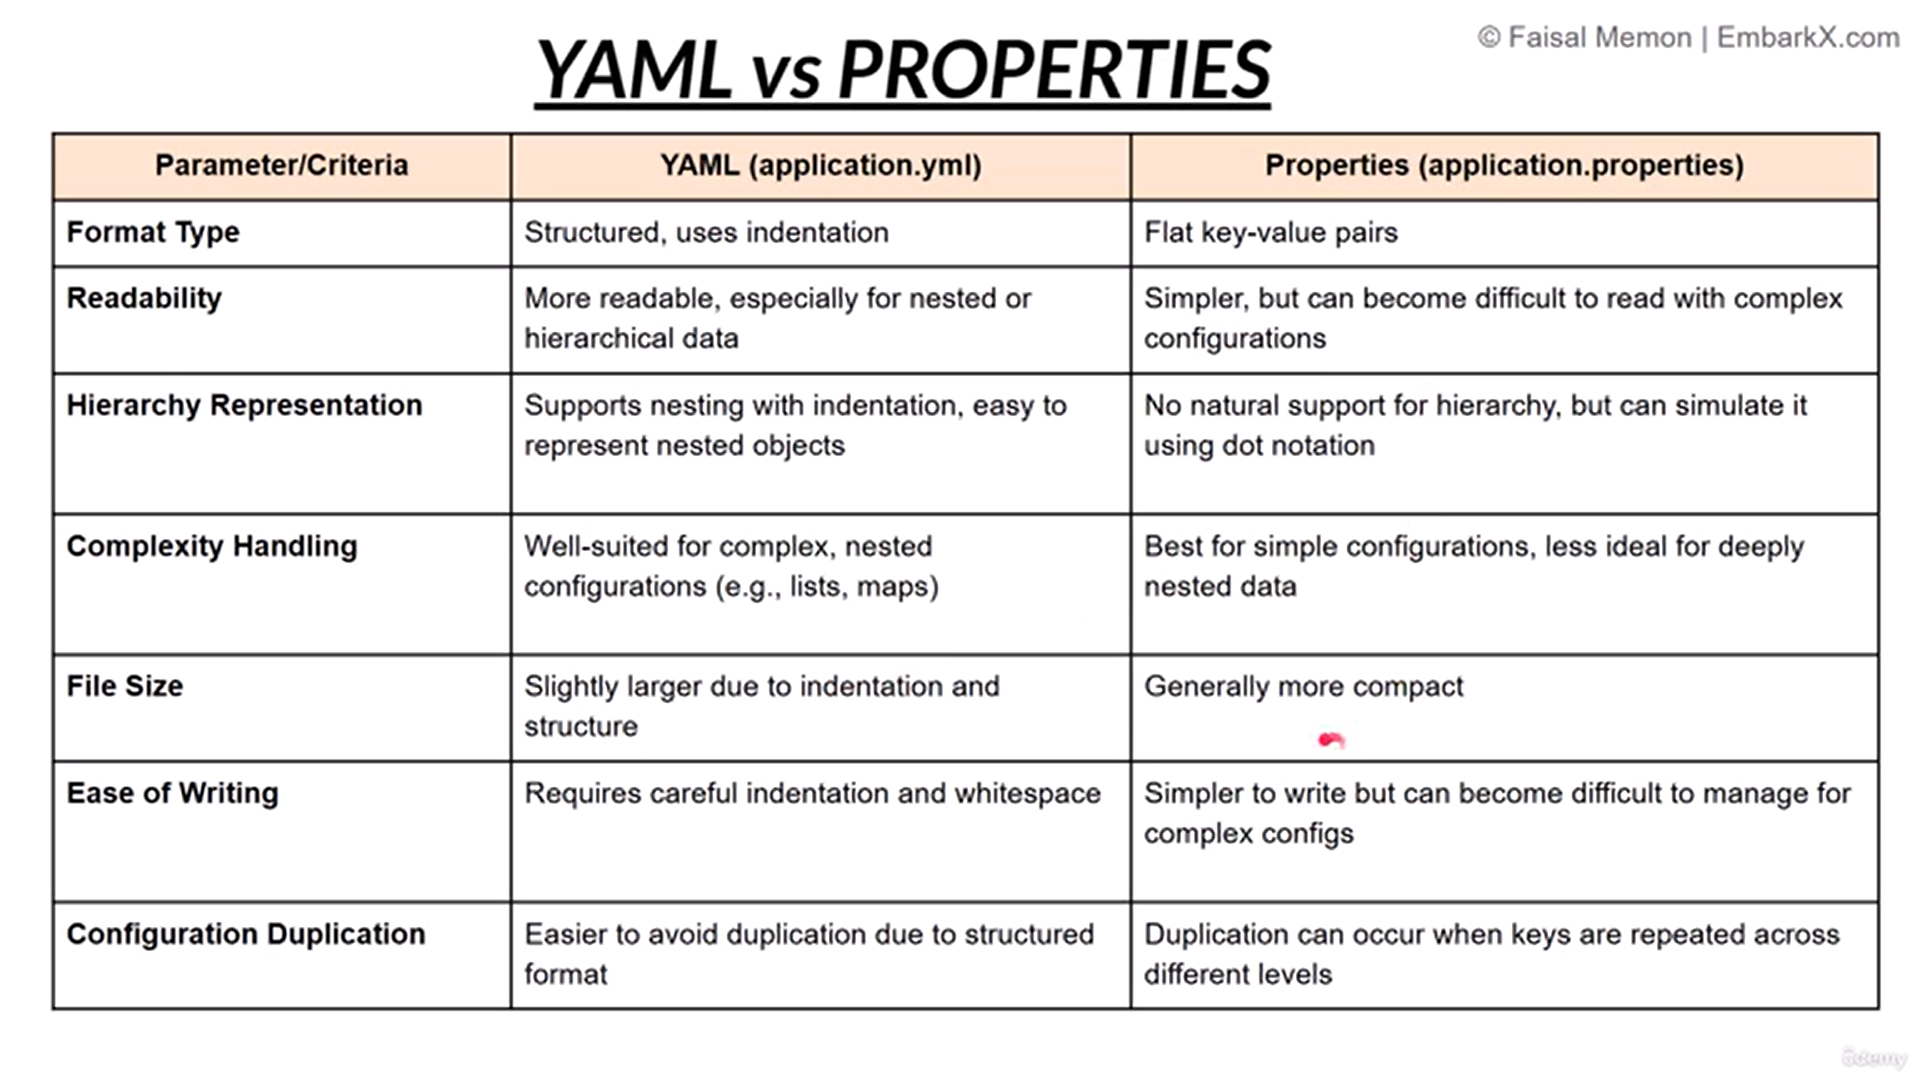 © Faisal Memon | EmbarkX.com
YAML vs PROPERTIES
Parameter/Criteria
YAML (application.yml)
Properties (application.properties)
Format Type
Structured, uses indentation
Flat key-value pairs
Readability
More readable, especially for nested or
hierarchical data
Simpler, but can become difficult to read with complex
configurations
Hierarchy Representation
Supports nesting with indentation, easy to
represent nested objects
No natural support for hierarchy, but can simulate it
using dot notation
Complexity Handling
Well-suited for complex, nested
configurations (e.g., lists, maps)
Best for simple configurations, less ideal for deeply
nested data
File Size
Slightly larger due to indentation and
structure
Generally more compact
Ease of Writing
Requires careful indentation and whitespace
Simpler to write but can become difficult to manage for
complex configs
Configuration Duplication
Easier to avoid duplication due to structured
format
Duplication can occur when keys are repeated across
different levels
ûdemy